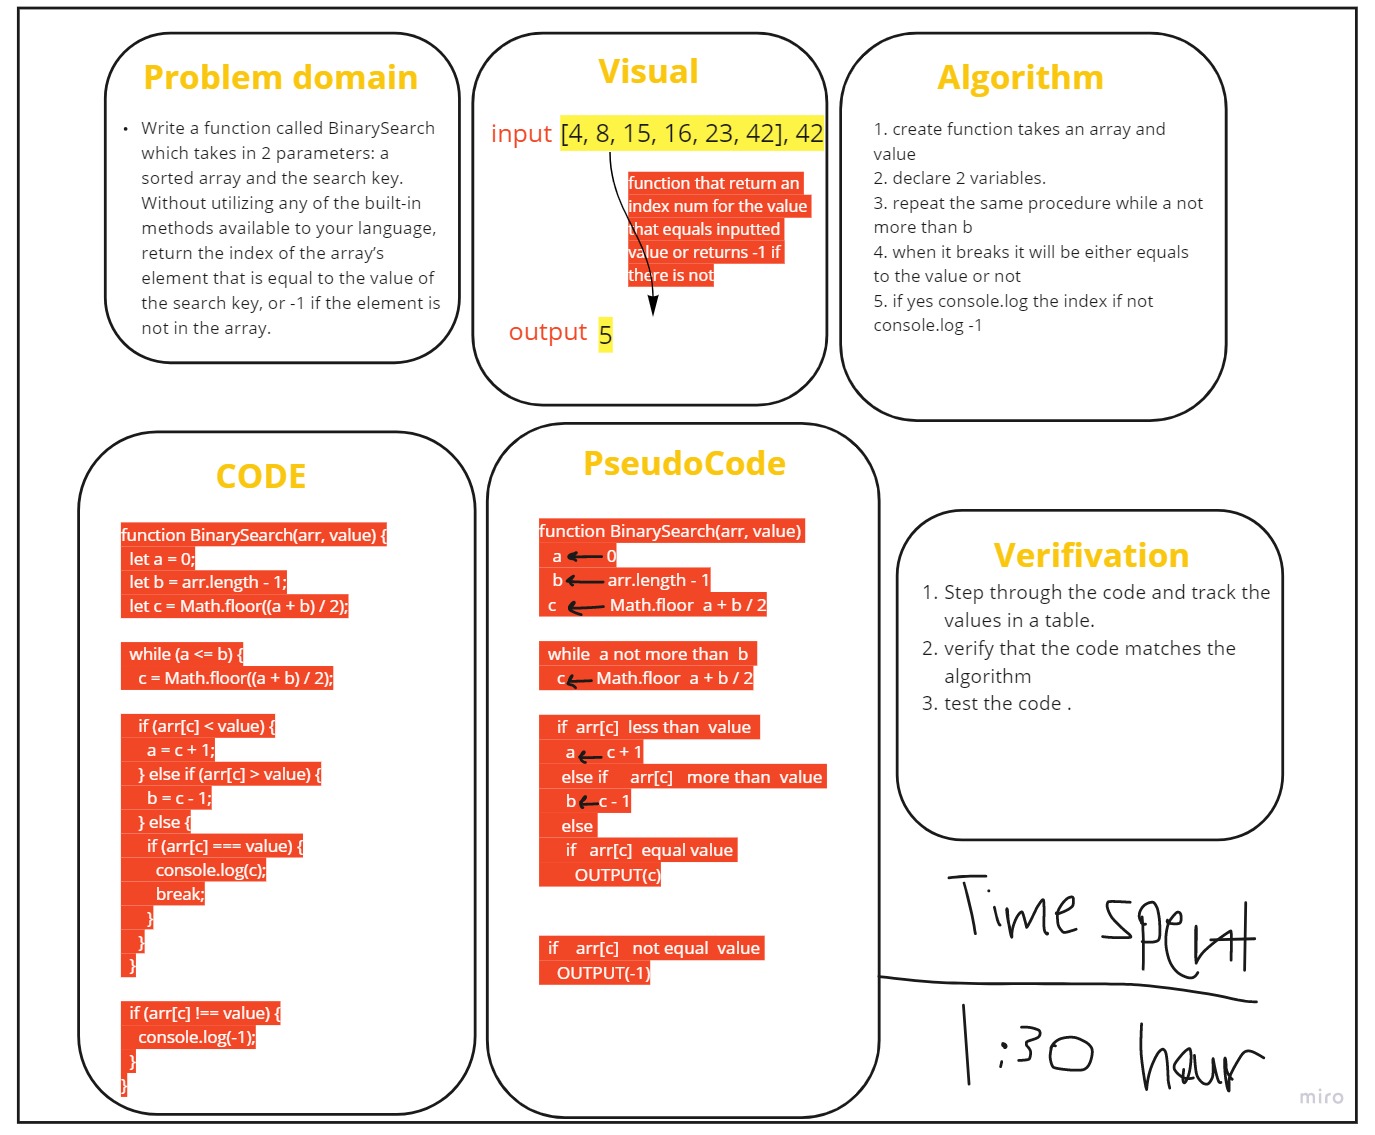 Problem domain
• Write a function called BinarySearch
which takes in 2 parameters: a
sorted array and the search key.
Without utilizing any of the built-in
methods available to your language,
return the index of the array’s
element that is equal to the value of
the search key, or -1 if the element is
not in the array.
Visual
input [4, 8, 15, 16, 23, 42], 42
function that return an
index num for the value
that equals inputted
value or returns -1 if
there is not
output 5
Algorithm
1. create function takes an array and
value
2. declare 2 variables.
3. repeat the same procedure while a not
more than b
4. when it breaks it will be either equals
to the value or not
5. if yes console.log the index if not
console.log -1
CODE
function BinarySearch(arr, value) {
let a = 0;
let b = arr.length - 1;
let c = Math.floor((a + b) / 2);
while (a <= b) {
c = Math.floor((a + b) / 2);
if (arr[c] < value) {
a = c + 1;
} else if (arr[c] > value) {
b = c - 1;
} else {
if (arr[c] === value) {
console.log(c);
break;
}
}
}
if (arr[c] !== value) {
console.log(-1);
}
}
PseudoCode
function BinarySearch(arr, value)
a ← 0
b ← arr.length - 1
c ← Math.floor a + b / 2
while a not more than b
c ← Math.floor a + b / 2
if arr[c] less than value
a ← c + 1
else if arr[c] more than value
b ← c - 1
else
if arr[c] equal value
OUTPUT(c)
if arr[c] not equal value
OUTPUT(-1)
Verifivation
1. Step through the code and track the
values in a table.
2. verify that the code matches the
algorithm
3. test the code .
Time spent
1:30 hour
miro